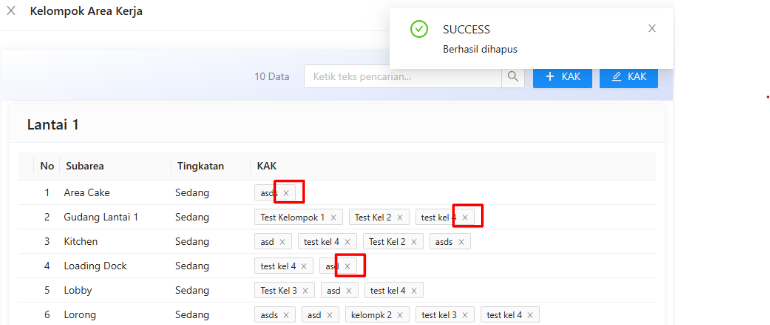 Kelompok Area Kerja
SUCCESS
Berhasil dihapus
10 Data Ketik teks pencarian... + KAK KAK
Lantai 1
No Subarea Tingkatan KAK
1 Area Cake Sedang asds
2 Gudang Lantai 1 Sedang Test Kelompok 1 Test Kel 2 test kel 4
3 Kitchen Sedang asd test kel 4 Test Kel 2 asds
4 Loading Dock Sedang test kel 4 asd
5 Lobby Sedang Test Kel 3 asd test kel 4
6 Lorong Sedang asds asd kelompk 2 test kel 3 test kel 4